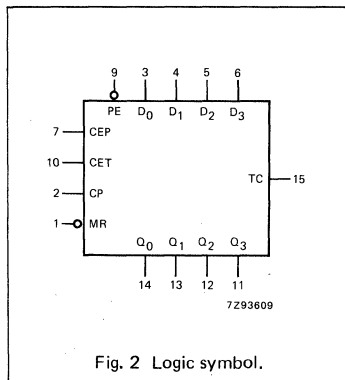 9 3 4 5 6
PE D0 D1 D2 D3
7 CEP
10 CET
TC 15
2 CP
1 MR
Q0 Q1 Q2 Q3
14 13 12 11
7Z93609
Fig. 2 Logic symbol.